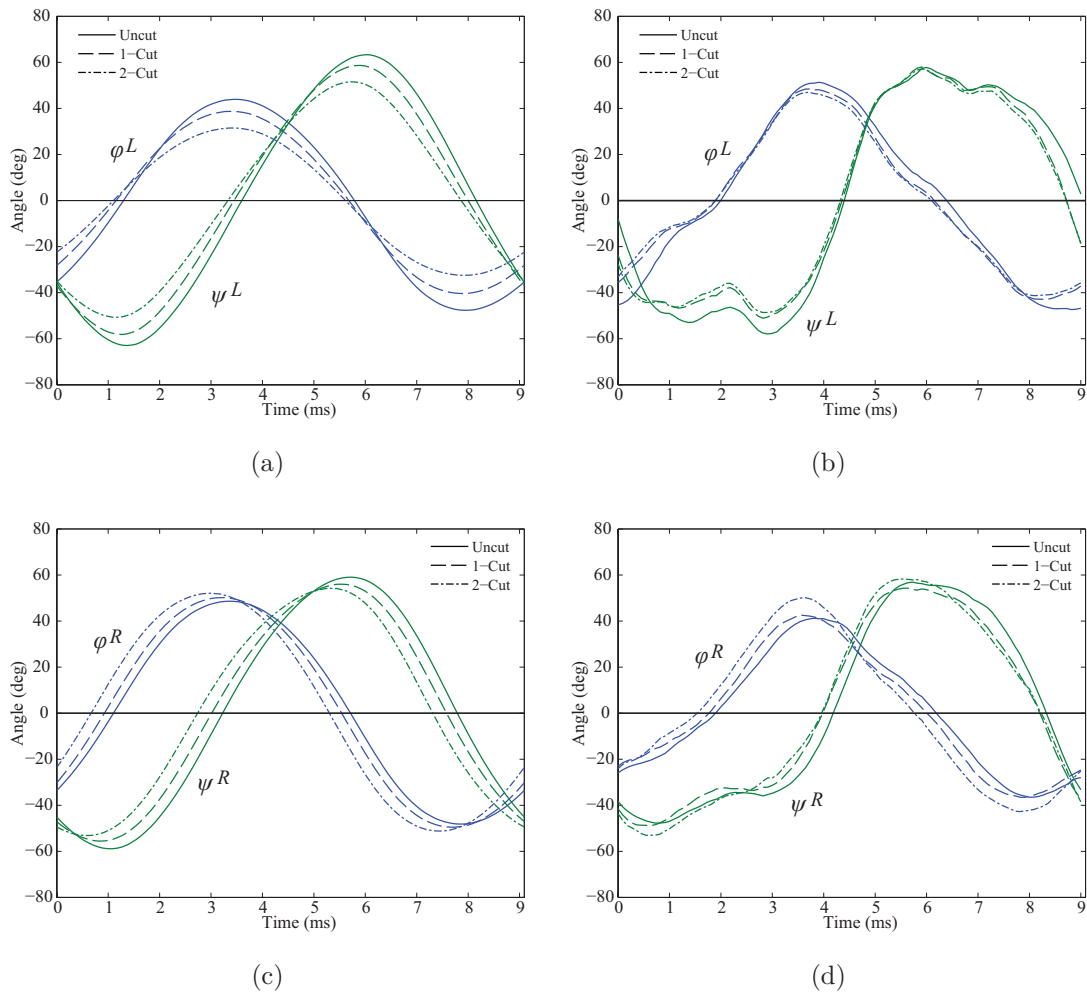 80
60
40
20
0
−20
−40
−60
−80
Angle (deg)
Uncut
1−Cut
2−Cut
φL
ψL
0 1 2 3 4 5 6 7 8 9
Time (ms)
(a)
80
60
40
20
0
−20
−40
−60
−80
Angle (deg)
Uncut
1−Cut
2−Cut
φL
ψL
0 1 2 3 4 5 6 7 8 9
Time (ms)
(b)
80
60
40
20
0
−20
−40
−60
−80
Angle (deg)
Uncut
1−Cut
2−Cut
φR
ψR
0 1 2 3 4 5 6 7 8 9
Time (ms)
(c)
80
60
40
20
0
−20
−40
−60
−80
Angle (deg)
Uncut
1−Cut
2−Cut
φR
ψR
0 1 2 3 4 5 6 7 8 9
Time (ms)
(d)